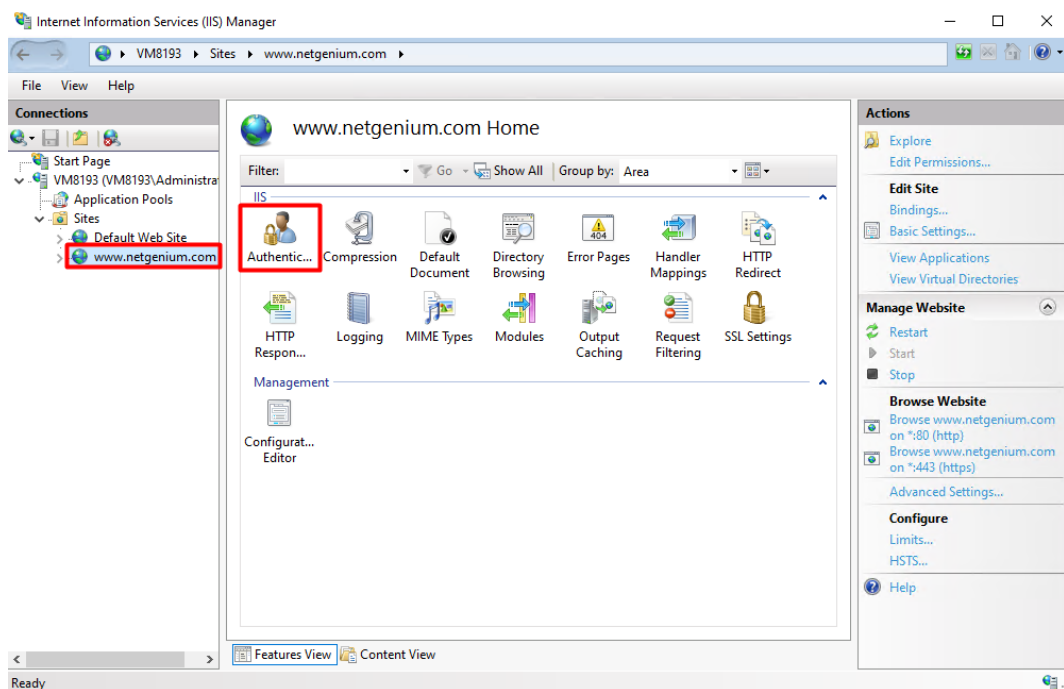 Internet Information Services (IIS) Manager
VM8193 Sites www.netgenium.com
File View Help
Connections
Start Page
VM8193 (VM8193\Administra
Application Pools
Sites
Default Web Site
www.netgenium.com
www.netgenium.com Home
Filter: Go Show All Group by: Area
IIS
Authentic... Compression Default Document Directory Browsing Error Pages Handler Mappings HTTP Redirect
404
HTTP Respon... Logging MIME Types Modules Output Caching Request Filtering SSL Settings
Management
Configurat... Editor
Features View Content View
Actions
Explore
Edit Permissions...
Edit Site
Bindings...
Basic Settings...
View Applications
View Virtual Directories
Manage Website
Restart
Start
Stop
Browse Website
Browse www.netgenium.com
on *:80 (http)
Browse www.netgenium.com
on *:443 (https)
Advanced Settings...
Configure
Limits...
HSTS...
Help
Ready